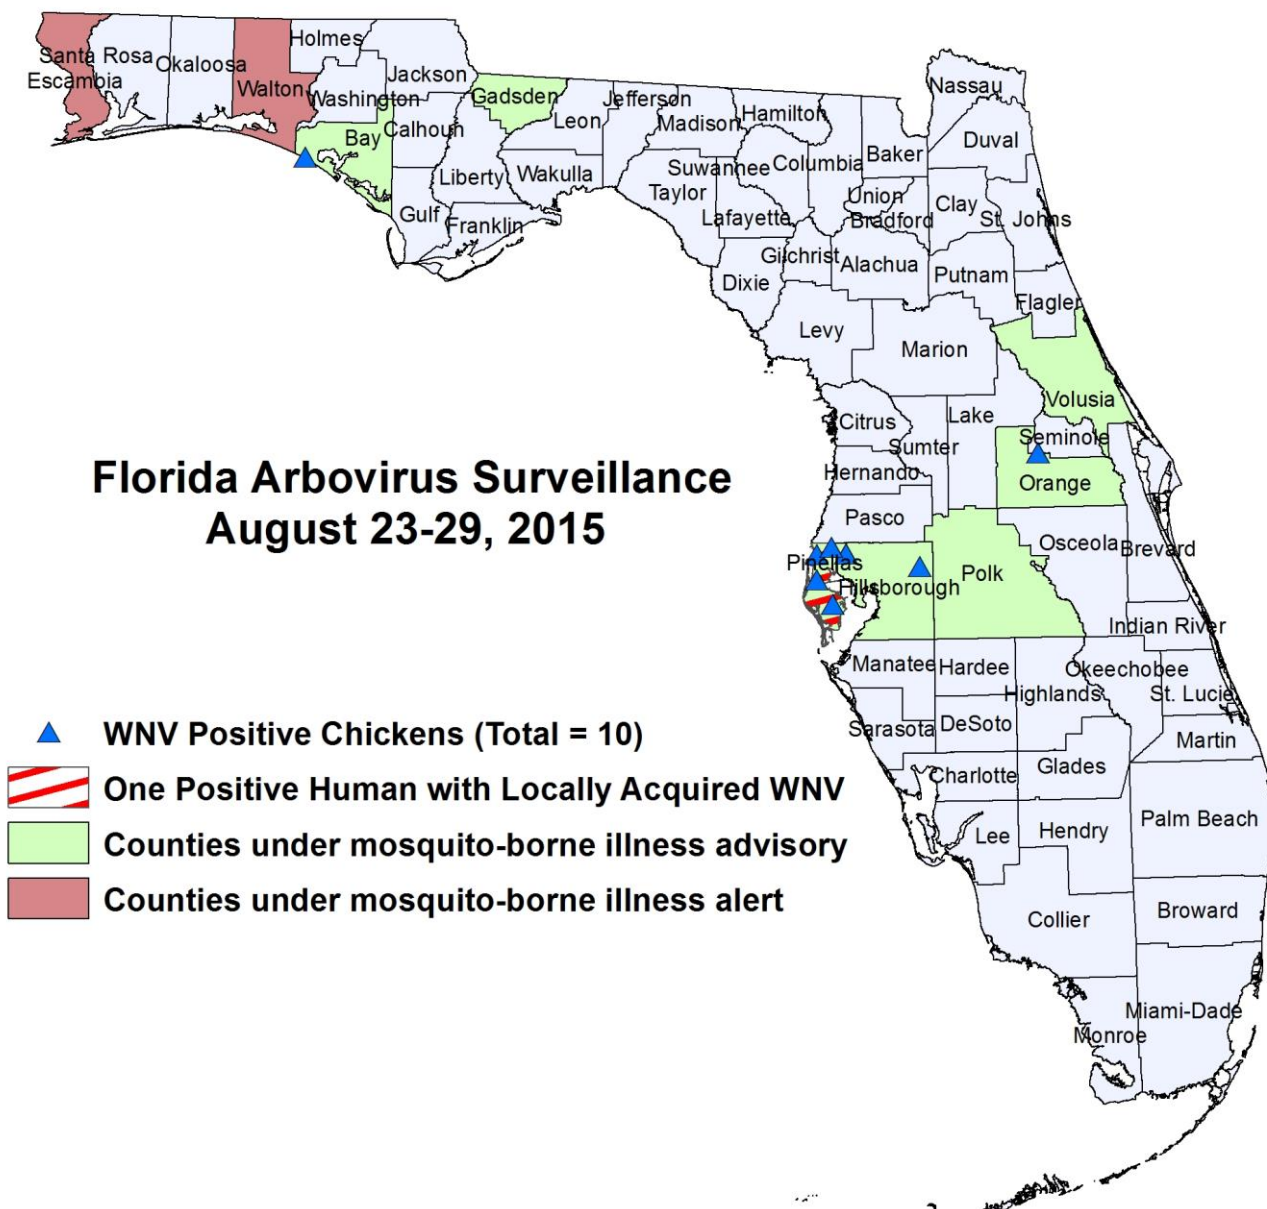 Holmes
Santa Rosa
Okaloosa
Jackson
Escambia
Walton
Washington
Gadsden
Jefferson
Nassau
Leon
Madison
Hamilton
Bay
Calhoun
Duval
Suwannee
Columbia
Baker
Liberty
Wakulla
Taylor
Union
Clay
St. Johns
Gulf
Franklin
Lafayette
Bradford
Gilchrist
Alachua
Putnam
Dixie
Flagler
Levy
Marion
Volusia
Citrus
Lake
Seminole
Sumter
Hernando
Orange
Florida Arbovirus Surveillance
August 23-29, 2015
Pasco
Osceola
Brevard
Pinellas
Hillsborough
Polk
Indian River
Manatee
Hardee
Okeechobee
Highlands
St. Lucie
Sarasota
DeSoto
Martin
Charlotte
Glades
Palm Beach
Lee
Hendry
Collier
Broward
Miami-Dade
Monroe
WNV Positive Chickens (Total = 10)
One Positive Human with Locally Acquired WNV
Counties under mosquito-borne illness advisory
Counties under mosquito-borne illness alert